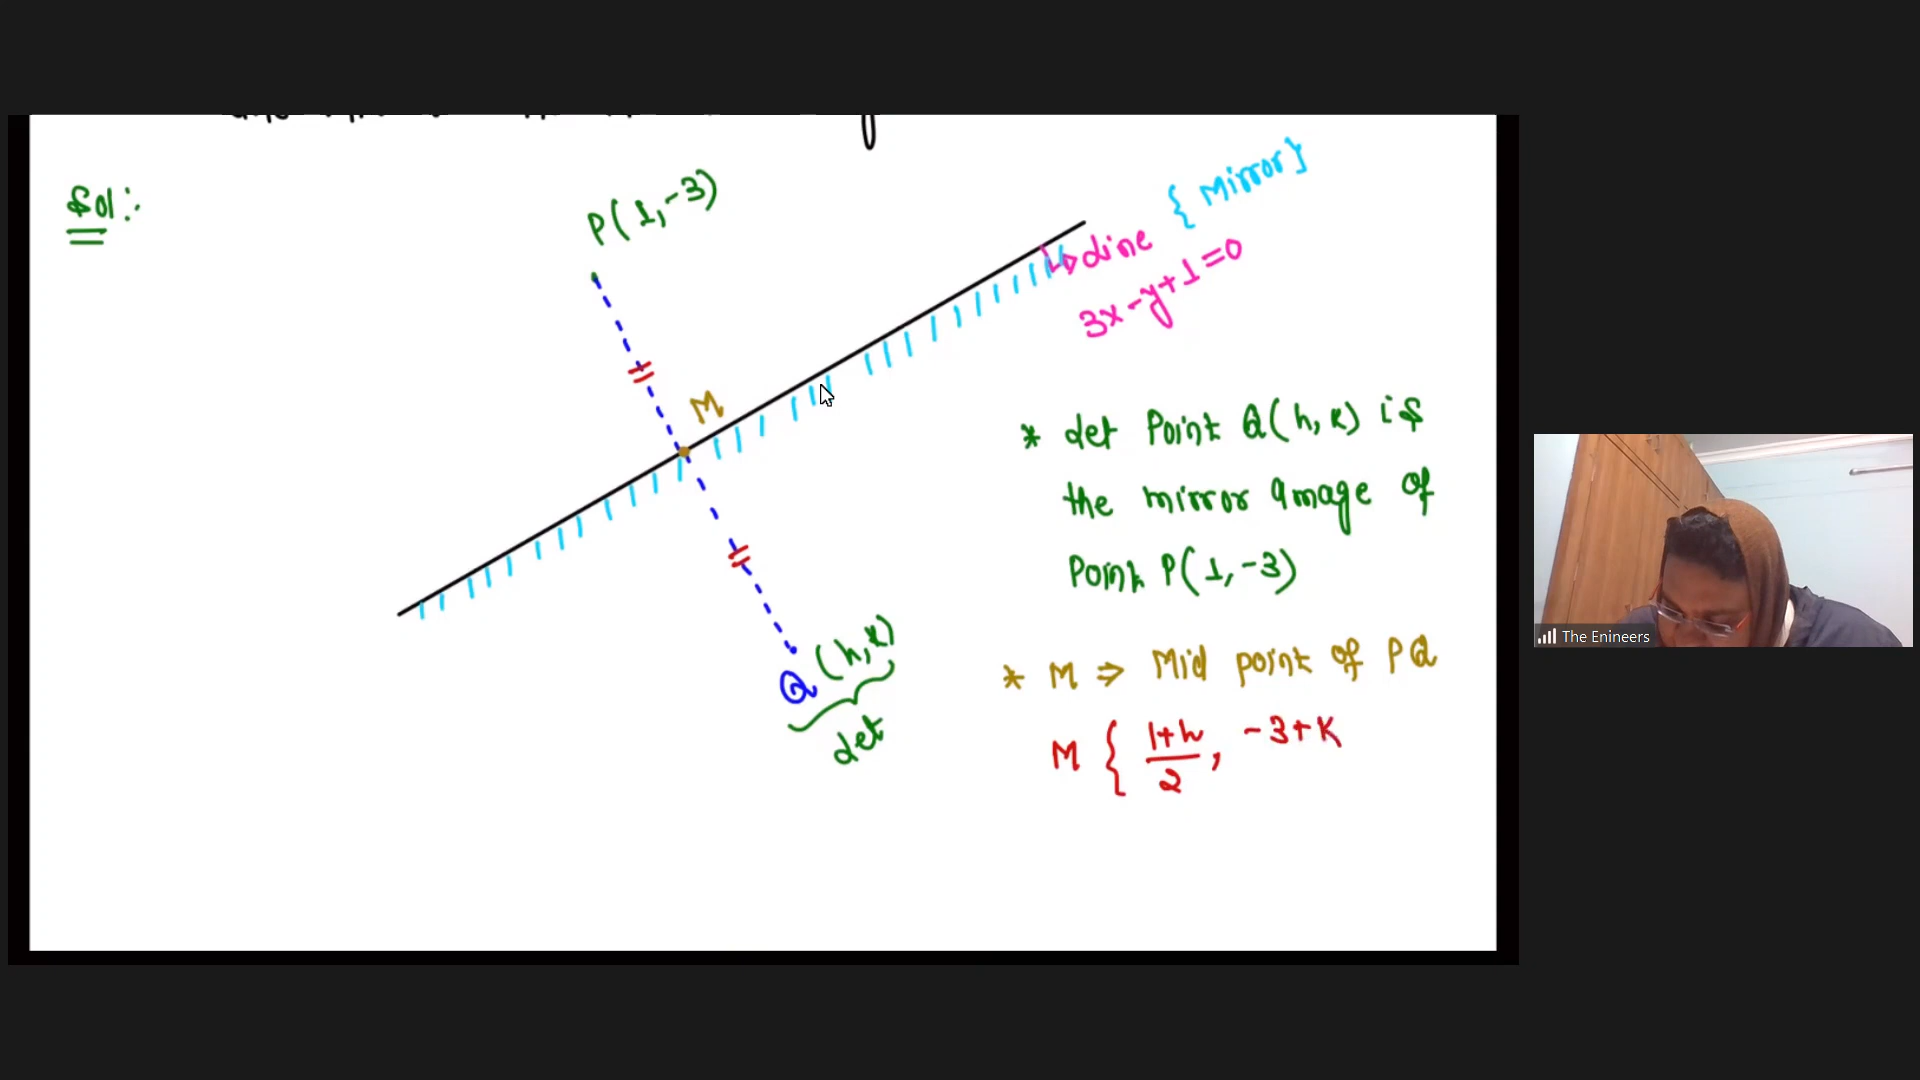 Sol:
P(1,-3)
{Mirror}
Line
3x-y+1=0
M
* Let Point Q(h,k) is
the mirror image of
Point P(1,-3)
* M ⇒ Mid point of PQ
M { 1+h/2, -3+k
Q (h,k)
Let
The Enineers